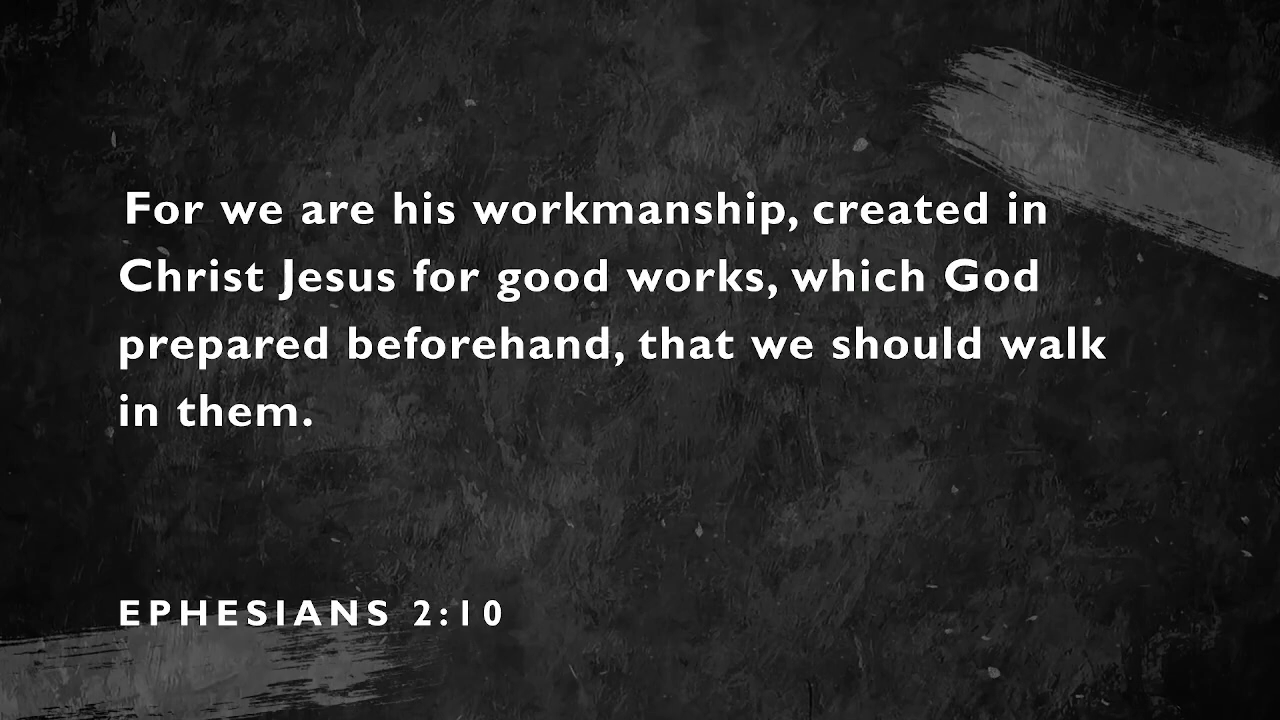 For we are his workmanship, created in
Christ Jesus for good works, which God
prepared beforehand, that we should walk
in them.
EPHESIANS 2:10